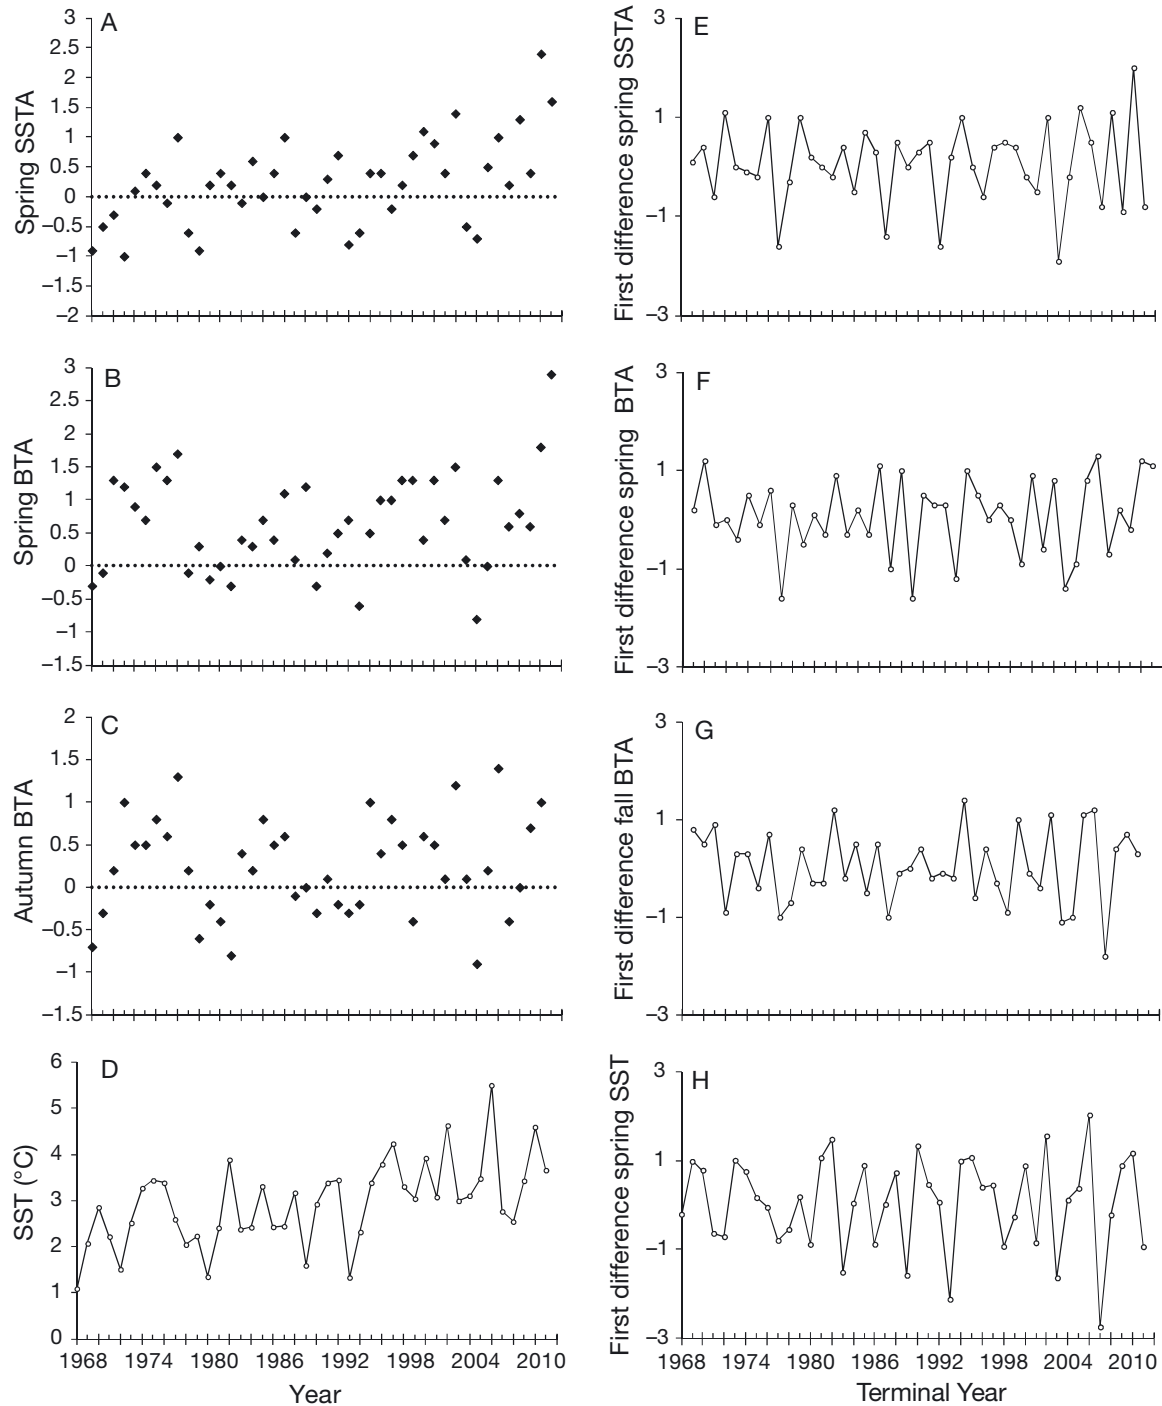 A
Spring SSTA
3
2.5
2
1.5
1
0.5
0
−0.5
−1
−1.5
−2
E
First difference spring SSTA
3
1
−1
−3
B
Spring BTA
3
2.5
2
1.5
1
0.5
0
−0.5
−1
−1.5
F
First difference spring BTA
3
1
−1
−3
C
Autumn BTA
2
1.5
1
0.5
0
−0.5
−1
−1.5
G
First difference fall BTA
3
1
−1
−3
D
SST (°C)
6
5
4
3
2
1
0
1968 1974 1980 1986 1992 1998 2004 2010
Year
H
First difference spring SST
3
1
−1
−3
1968 1974 1980 1986 1992 1998 2004 2010
Terminal Year